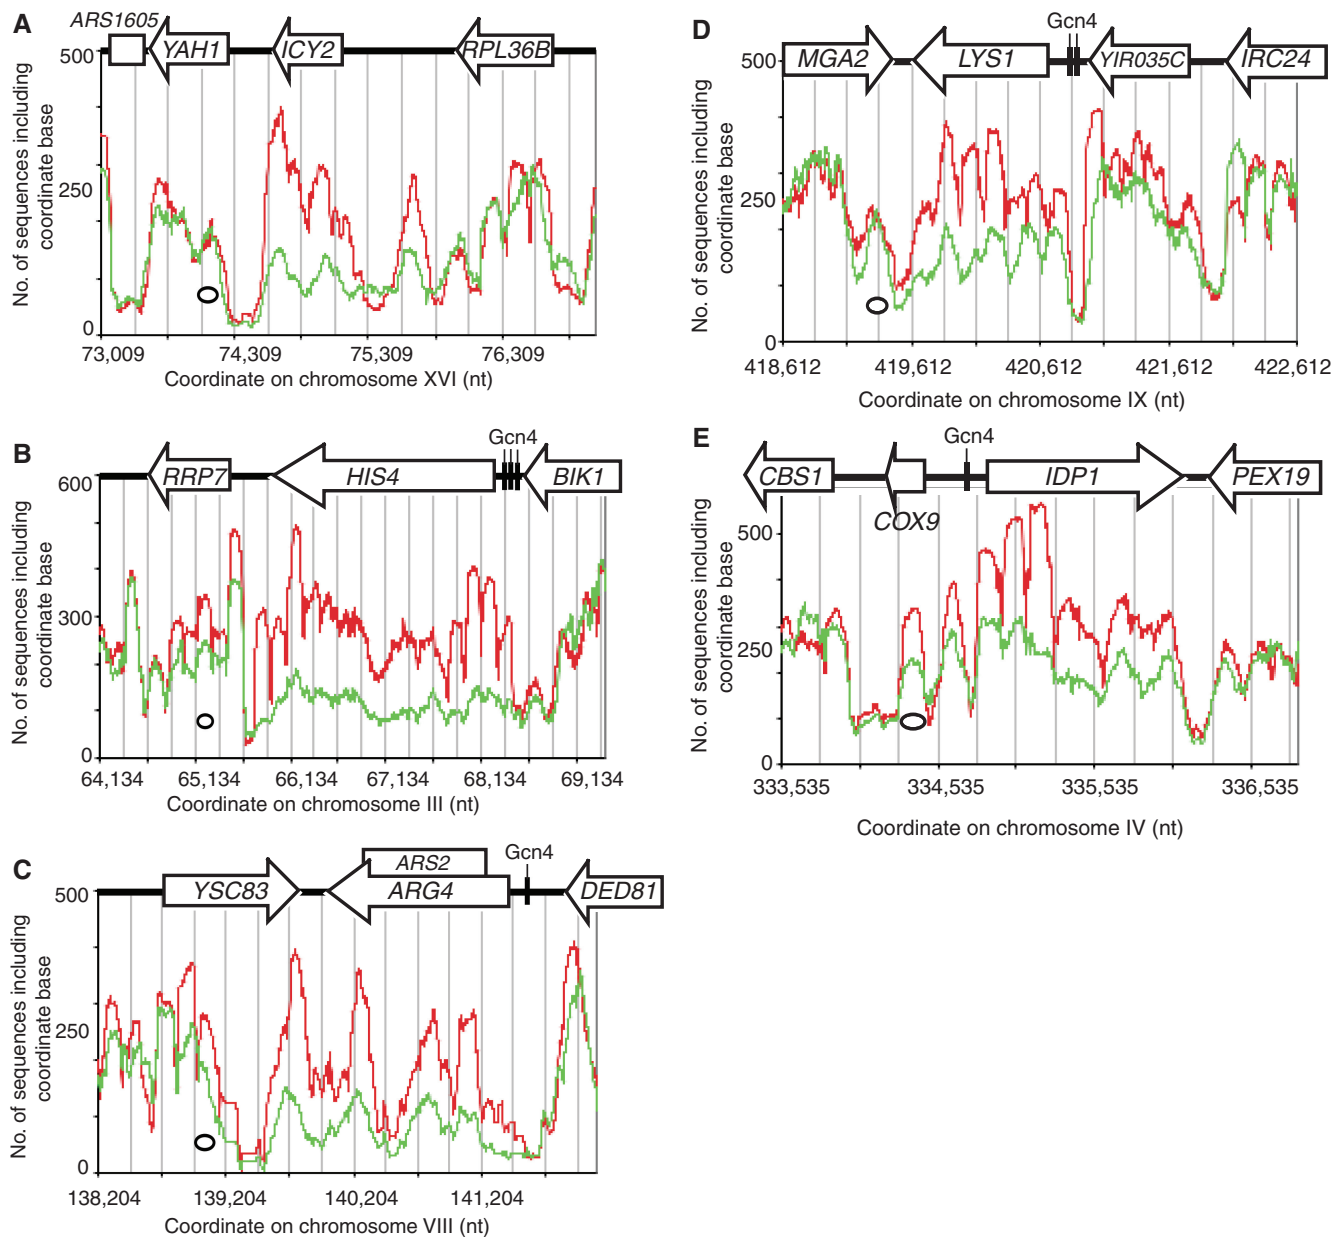 A
ARS1605
YAH1
ICY2
RPL36B
No. of sequences including
coordinate base
500
250
0
73,009
74,309
75,309
76,309
Coordinate on chromosome XVI (nt)
B
Gcn4
RRP7
HIS4
BIK1
No. of sequences including
coordinate base
600
300
0
64,134
65,134
66,134
67,134
68,134
69,134
Coordinate on chromosome III (nt)
C
Gcn4
ARS2
YSC83
ARG4
DED81
No. of sequences including
coordinate base
500
250
0
138,204
139,204
140,204
141,204
Coordinate on chromosome VIII (nt)
D
Gcn4
MGA2
LYS1
YIR035C
IRC24
No. of sequences including
coordinate base
500
250
0
418,612
419,612
420,612
421,612
422,612
Coordinate on chromosome IX (nt)
E
Gcn4
CBS1
COX9
IDP1
PEX19
No. of sequences including
coordinate base
500
250
0
333,535
334,535
335,535
336,535
Coordinate on chromosome IV (nt)